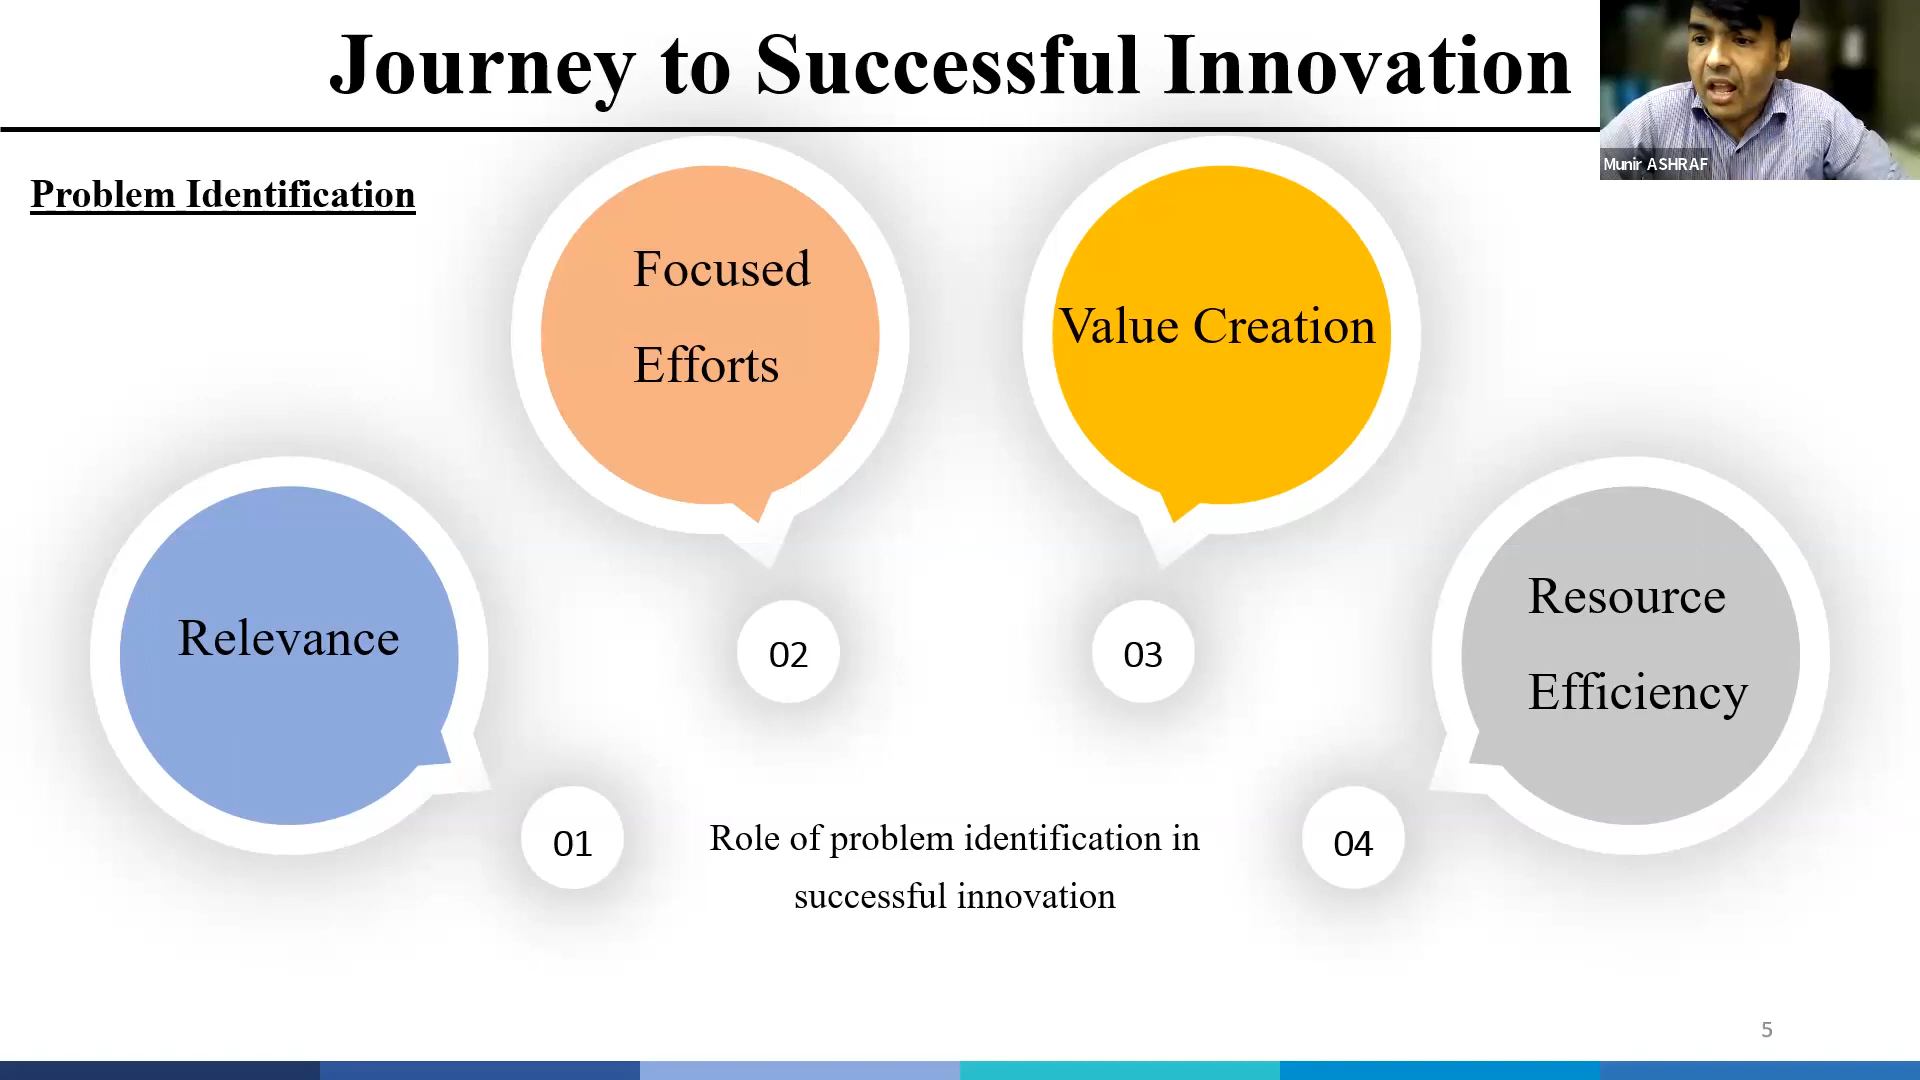 Journey to Successful Innovation
Munir ASHRAF
Problem Identification
Focused
Efforts
Value Creation
Relevance
Resource
Efficiency
02
03
01
04
Role of problem identification in
successful innovation
5